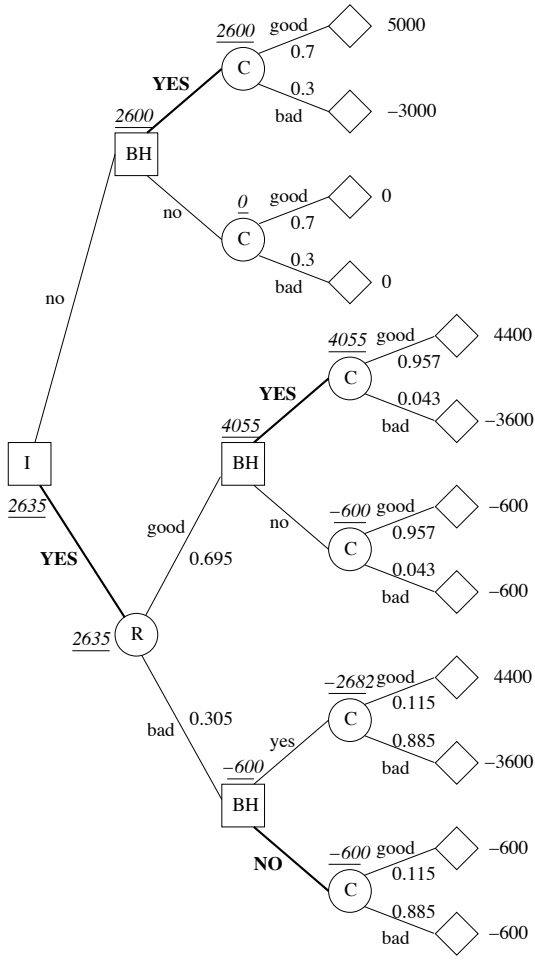 2600
good
5000
0.7
C
YES
0.3
bad
−3000
2600
BH
no
0
good
0
0.7
C
0.3
bad
0
no
4055
good
4400
0.957
C
YES
0.043
bad
−3600
4055
BH
no
−600
good
−600
0.957
C
0.043
bad
−600
I
2635
YES
good
0.695
2635
R
bad
0.305
−2682
good
4400
0.115
C
yes
0.885
bad
−3600
−600
BH
NO
−600
good
−600
0.115
C
0.885
bad
−600